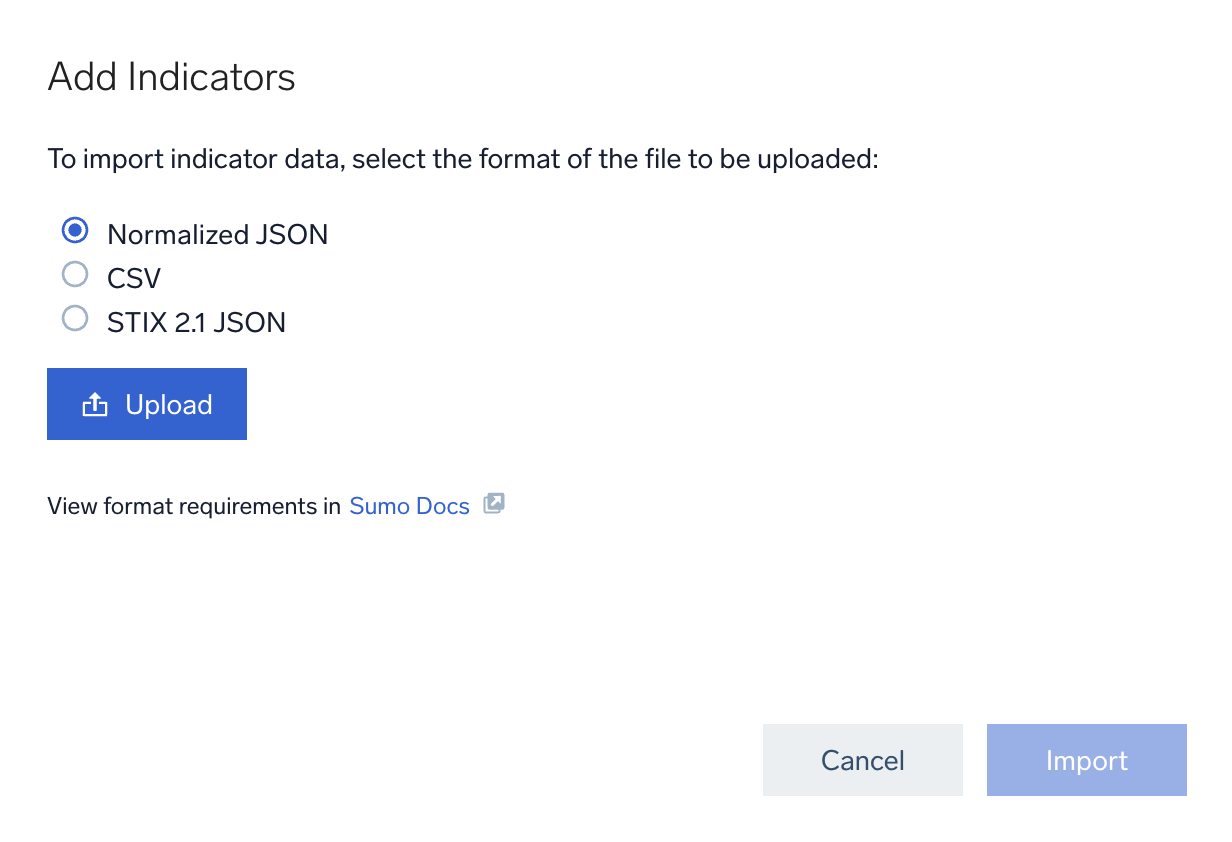 Add Indicators
To import indicator data, select the format of the file to be uploaded:
Normalized JSON
CSV
STIX 2.1 JSON
Upload
View format requirements in Sumo Docs
Cancel Import